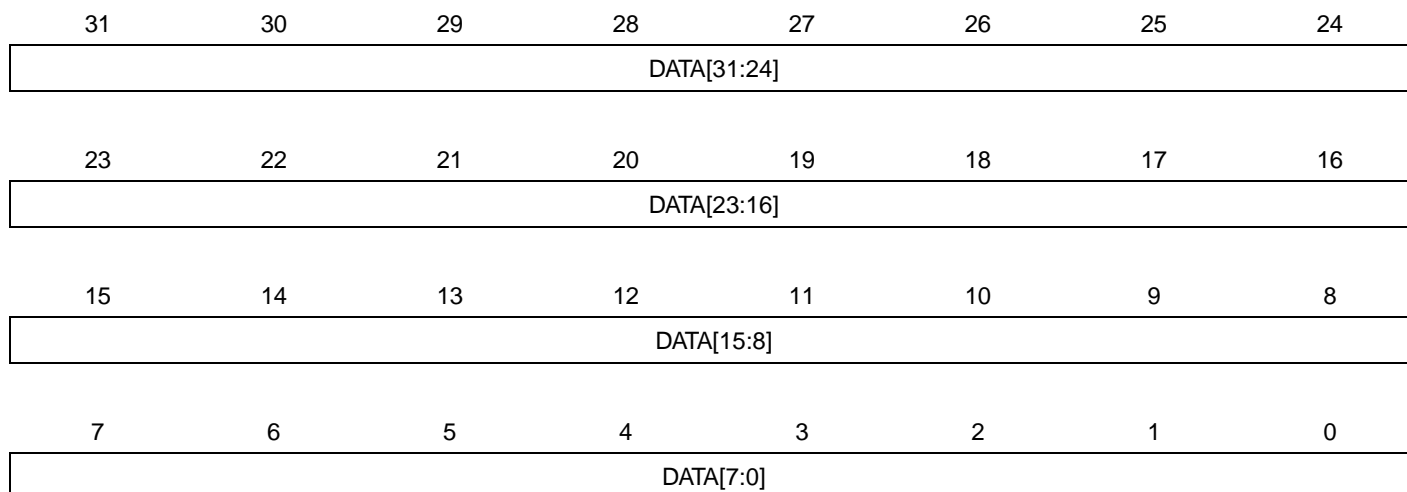 31 30 29 28 27 26 25 24
DATA[31:24]
23 22 21 20 19 18 17 16
DATA[23:16]
15 14 13 12 11 10 9 8
DATA[15:8]
7 6 5 4 3 2 1 0
DATA[7:0]